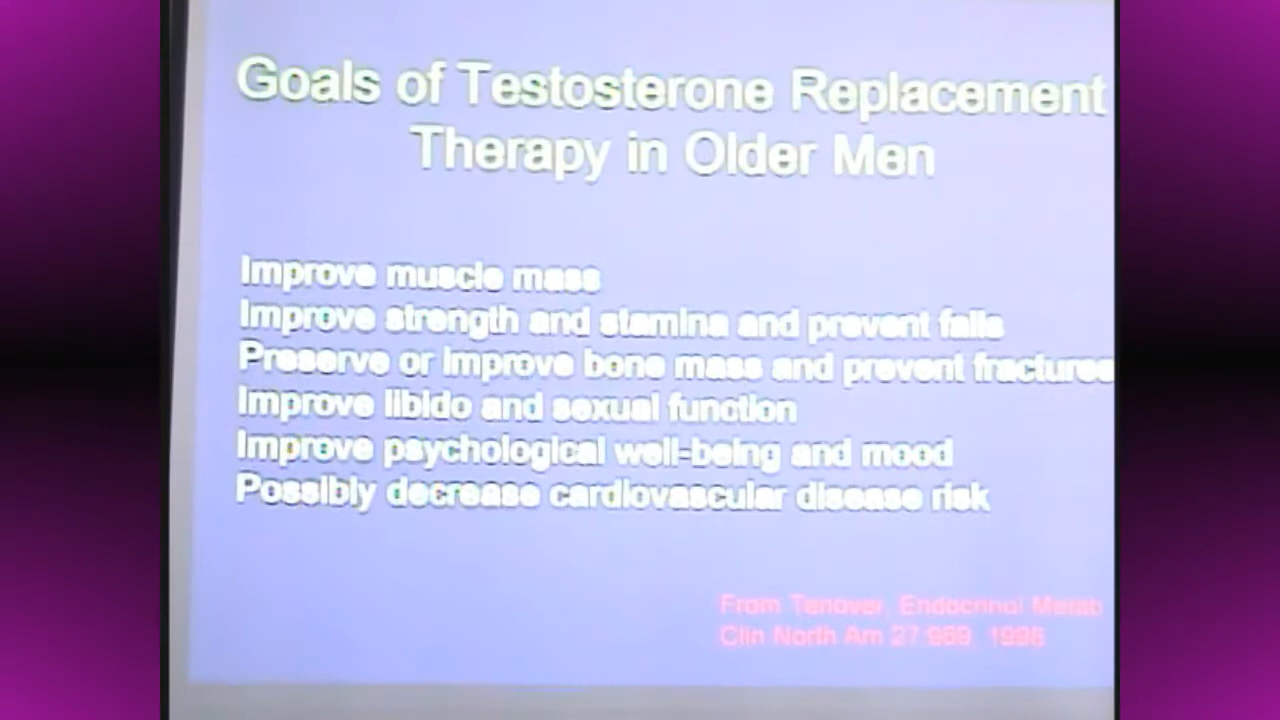 Goals of Testosterone Replacement
Therapy in Older Men
Improve muscle mass
Improve strength and stamina and prevent falls
Preserve or improve bone mass and prevent fractures
Improve libido and sexual function
Improve psychological well-being and mood
Possibly decrease cardiovascular disease risk
From Tenover, Endocrinol Metab
Clin North Am 27:969, 1998